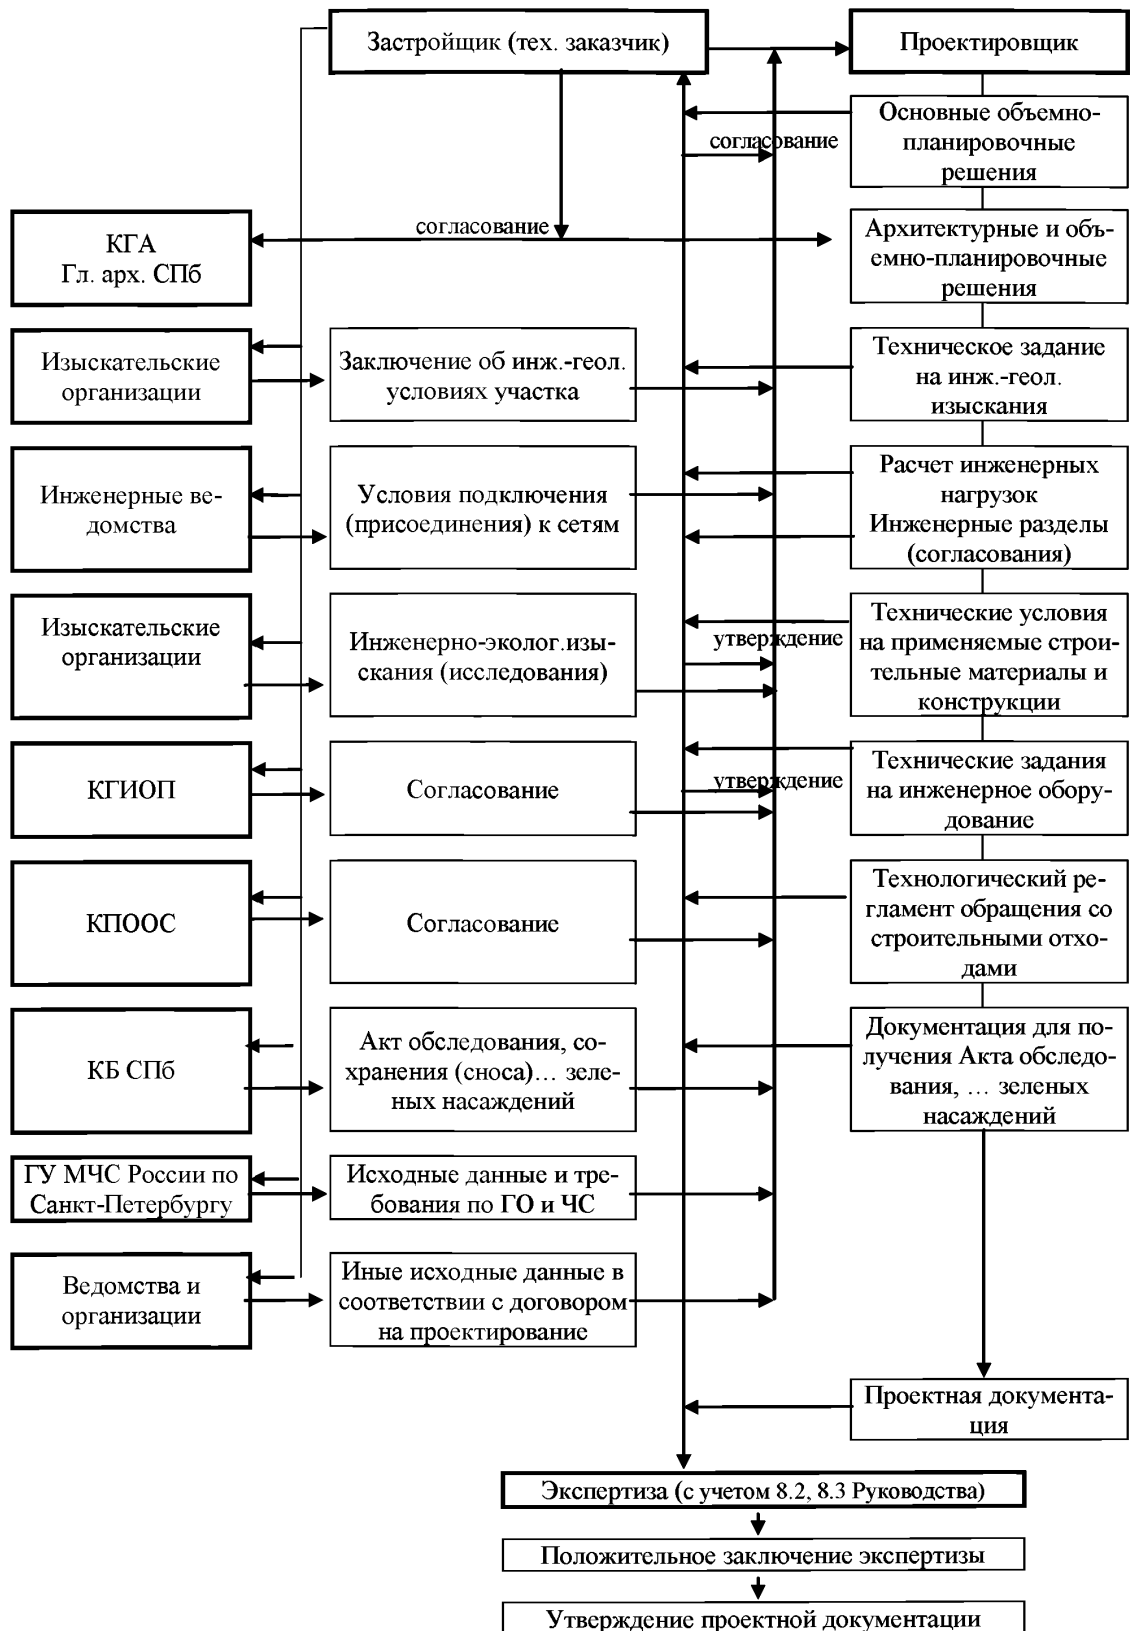 Застройщик (тех. заказчик)
Проектировщик
Основные объемно-
планировочные
решения
согласование
КГА
Гл. арх. СПб
согласование
Архитектурные и объ-
емно-планировочные
решения
Изыскательские
организации
Заключение об инж.-геол.
условиях участка
Техническое задание
на инж.-геол.
изыскания
Инженерные ве-
домства
Условия подключения
(присоединения) к сетям
Расчет инженерных
нагрузок
Инженерные разделы
(согласования)
Изыскательские
организации
Инженерно-эколог.изы-
скания (исследования)
утверждение
Технические условия
на применяемые строи-
тельные материалы и
конструкции
КГИОП
Согласование
утверждение
Технические задания
на инженерное обору-
дование
КПООС
Согласование
Технологический ре-
гламент обращения со
строительными отхо-
дами
КБ СПб
Акт обследования, со-
хранения (сноса)… зеле-
ных насаждений
Документация для по-
лучения Акта обследо-
вания, … зеленых
насаждений
ГУ МЧС России по
Санкт-Петербургу
Исходные данные и тре-
бования по ГО и ЧС
Ведомства и
организации
Иные исходные данные в
соответствии с договором
на проектирование
Проектная документа-
ция
Экспертиза (с учетом 8.2, 8.3 Руководства)
Положительное заключение экспертизы
Утверждение проектной документации